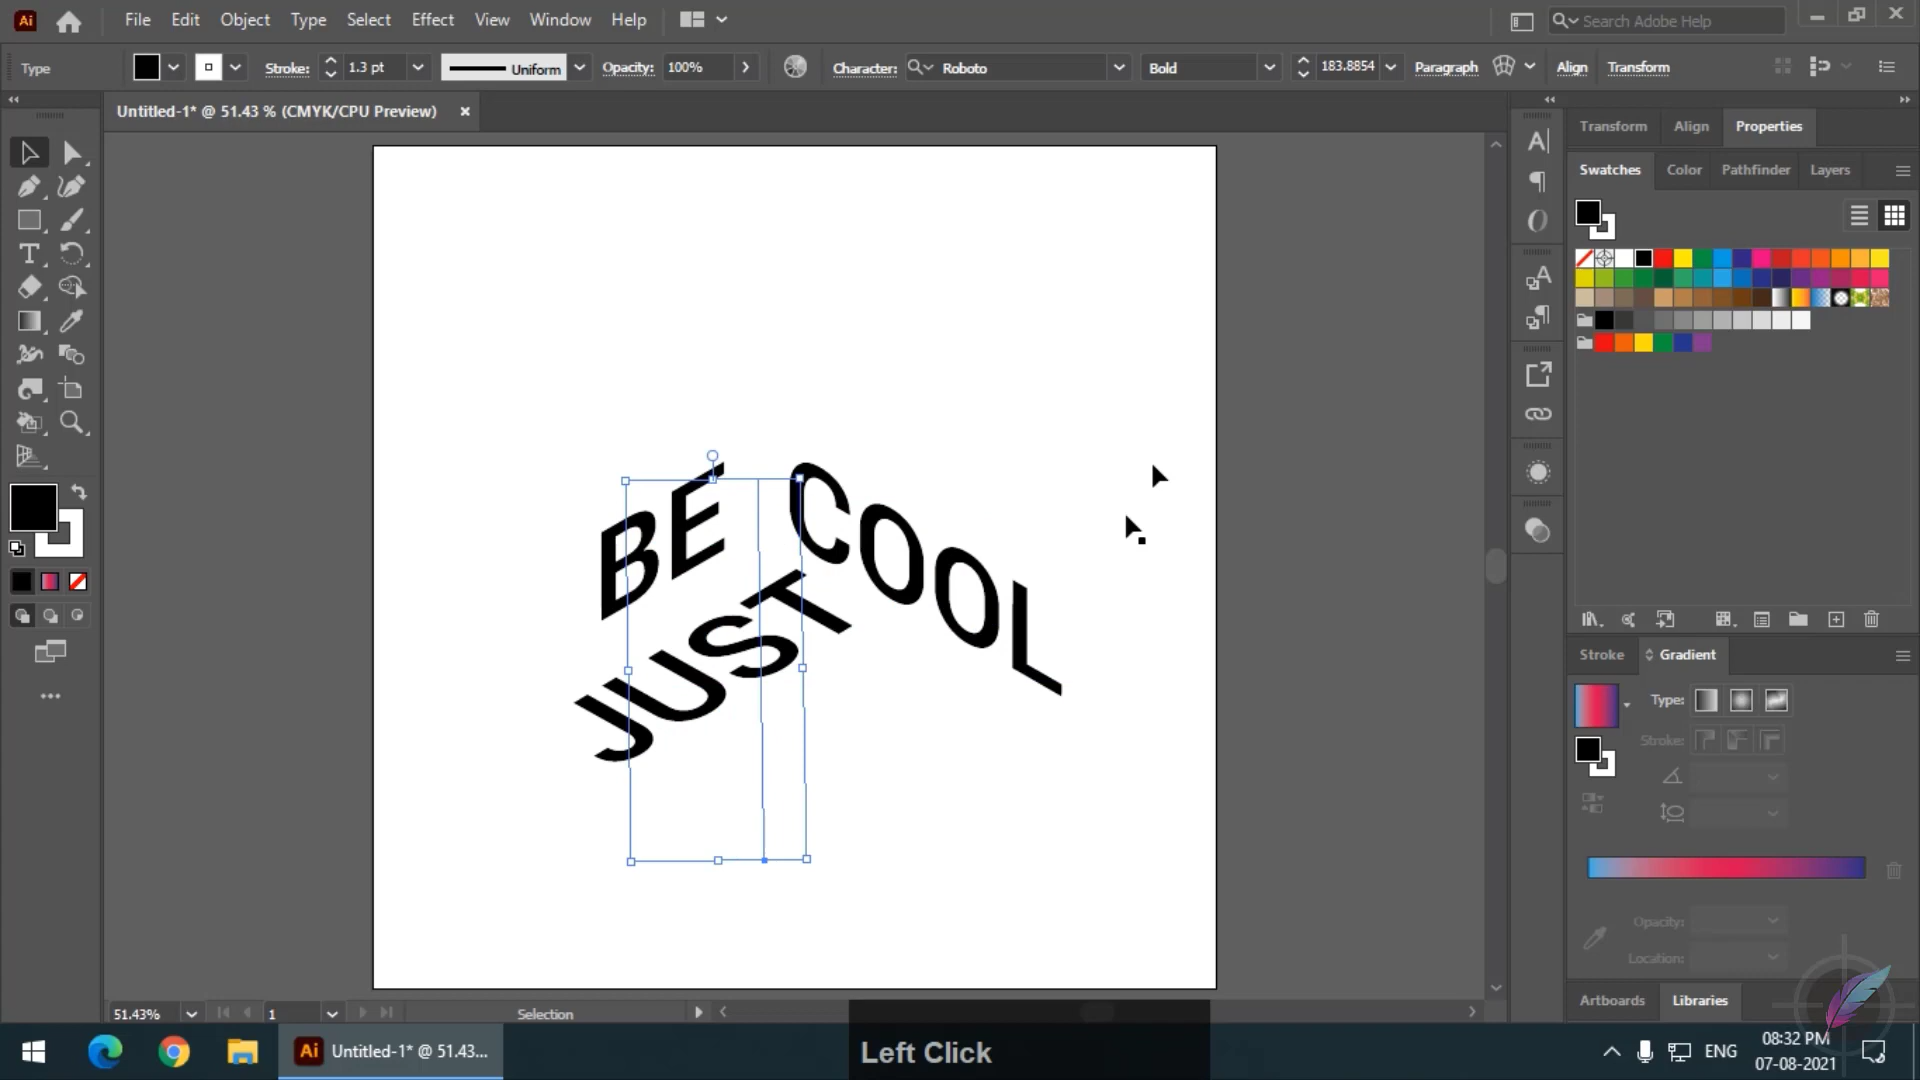 Ai File Edit Object Type Select Effect View Window Help Search Adobe Help
Type Stroke: 1.3 pt Uniform Opacity: 100% Character: Roboto Bold 183.8854 Paragraph Align Transform
Untitled-1* @ 51.43 % (CMYK/CPU Preview)
Transform Align Properties
Swatches Color Pathfinder Layers
BE COOL
JUST
Stroke Gradient
Type:
Stroke:
Opacity:
Location:
Artboards Libraries
51.43% 1 Selection
Left Click
Ai Untitled-1* @ 51.43...
ENG
08:32 PM
07-08-2021